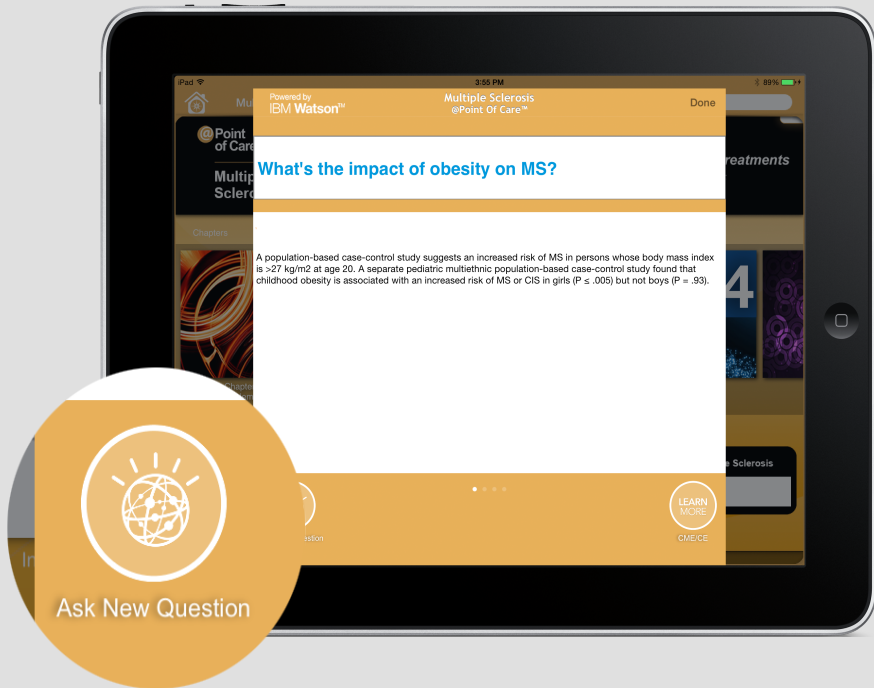 iPad
3:55 PM
89%
Powered by
IBM Watson™
Multiple Sclerosis
@Point Of Care™
Done
@Point
of Care
What's the impact of obesity on MS?
Chapters
A population-based case-control study suggests an increased risk of MS in persons whose body mass index
is >27 kg/m2 at age 20. A separate pediatric multiethnic population-based case-control study found that
childhood obesity is associated with an increased risk of MS or CIS in girls (P ≤ .005) but not boys (P = .93).
4
e Sclerosis
LEARN
MORE
CME/CE
Ask New Question